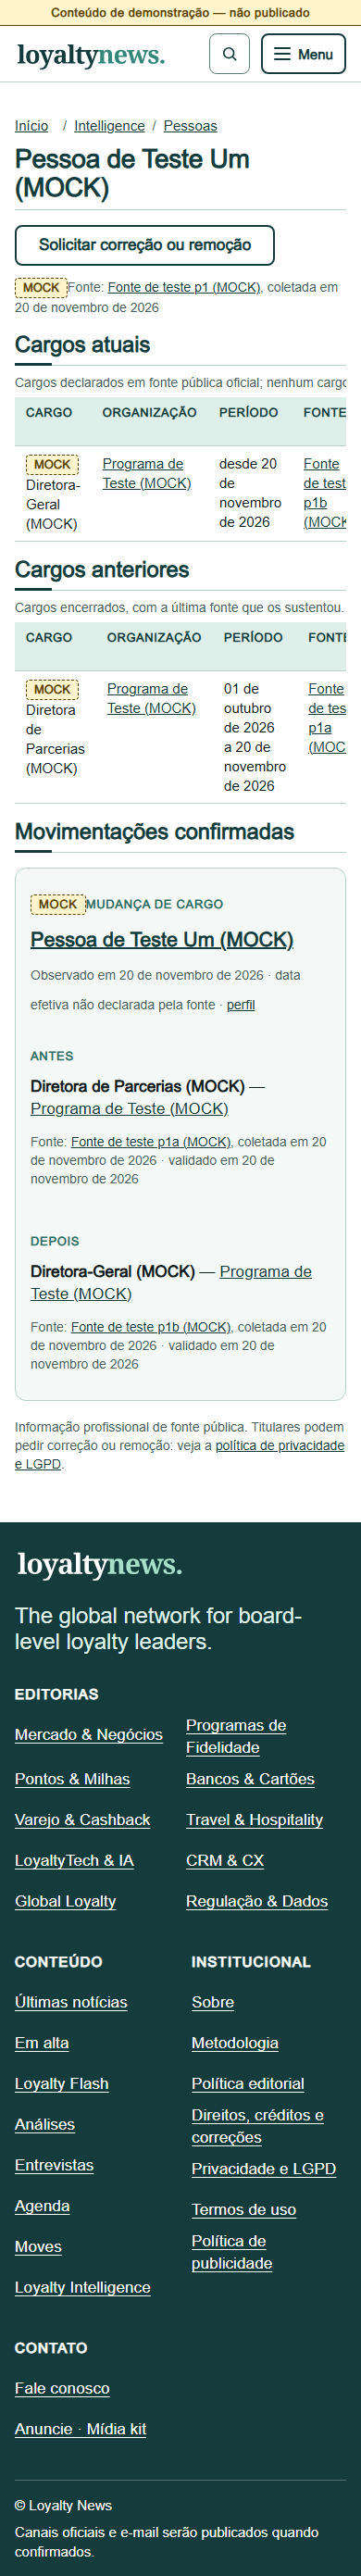 Conteúdo de demonstração — não publicado
loyaltynews.
Menu
Início / Intelligence / Pessoas
Pessoa de Teste Um
(MOCK)
Solicitar correção ou remoção
MOCK Fonte: Fonte de teste p1 (MOCK), coletada em
20 de novembro de 2026
Cargos atuais
Cargos declarados em fonte pública oficial; nenhum cargo
CARGO ORGANIZAÇÃO PERÍODO FONTE
MOCK Programa de desde 20 Fonte
Diretora- Teste (MOCK) de de test
Geral novembro p1b
(MOCK) de 2026 (MOCK
Cargos anteriores
Cargos encerrados, com a última fonte que os sustentou.
CARGO ORGANIZAÇÃO PERÍODO FONTE
MOCK Programa de 01 de Fonte
Diretora Teste (MOCK) outubro de tes
de de 2026 p1a
Parcerias a 20 de (MOC
(MOCK) novembro
de 2026
Movimentações confirmadas
MOCK MUDANÇA DE CARGO
Pessoa de Teste Um (MOCK)
Observado em 20 de novembro de 2026 · data
efetiva não declarada pela fonte · perfil
ANTES
Diretora de Parcerias (MOCK) —
Programa de Teste (MOCK)
Fonte: Fonte de teste p1a (MOCK), coletada em 20
de novembro de 2026 · validado em 20 de
novembro de 2026
DEPOIS
Diretora-Geral (MOCK) — Programa de
Teste (MOCK)
Fonte: Fonte de teste p1b (MOCK), coletada em 20
de novembro de 2026 · validado em 20 de
novembro de 2026
Informação profissional de fonte pública. Titulares podem
pedir correção ou remoção: veja a política de privacidade
e LGPD.
loyaltynews.
The global network for board-
level loyalty leaders.
EDITORIAS
Mercado & Negócios Programas de
Fidelidade
Pontos & Milhas Bancos & Cartões
Varejo & Cashback Travel & Hospitality
LoyaltyTech & IA CRM & CX
Global Loyalty Regulação & Dados
CONTEÚDO
Últimas notícias
Em alta
Loyalty Flash
Análises
Entrevistas
Agenda
Moves
Loyalty Intelligence
INSTITUCIONAL
Sobre
Metodologia
Política editorial
Direitos, créditos e
correções
Privacidade e LGPD
Termos de uso
Política de
publicidade
CONTATO
Fale conosco
Anuncie · Mídia kit
© Loyalty News
Canais oficiais e e-mail serão publicados quando
confirmados.